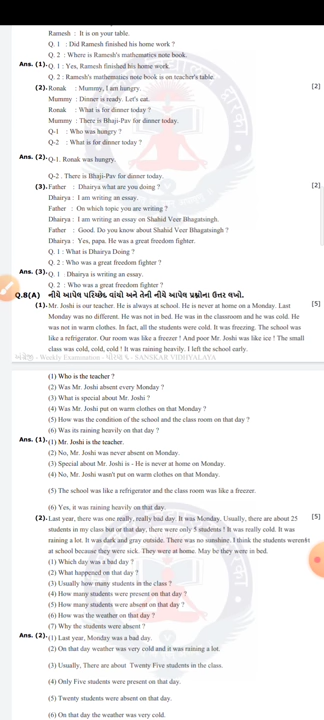 Ramesh : It is on your table.
Q. 1 : Did Ramesh finished his home work ?
Q. 2 : Where is Ramesh's mathematics note book.
Ans. (1). Q. 1 : Yes, Ramesh finished his home work.
Q. 2 : Ramesh's mathematics note book is on teacher's table.
(2). Ronak : Mummy, I am hungry. [2]
Mummy : Dinner is ready. Let's eat.
Ronak : What is for dinner today ?
Mummy : There is Bhaji-Pav for dinner today.
Q-1 : Who was hungry ?
Q-2 : What is for dinner today ?
Ans. (2). Q-1. Ronak was hungry.
Q-2 . There is Bhaji-Pav for dinner today.
(3). Father : Dhairya what are you doing ? [2]
Dhairya : I am writing an essay.
Father : On which topic you are writing ?
Dhairya : I am writing an essay on Shahid Veer Bhagatsingh.
Father : Good. Do you know about Shahid Veer Bhagatsingh ?
Dhairya : Yes, papa. He was a great freedom fighter.
Q. 1 : What is Dhairya Doing ?
Q. 2 : Who was a great freedom fighter ?
Ans. (3). Q. 1 : Dhairya is writing an essay.
Q. 2 : Who was a great freedom fighter ?
Q.8(A) નીચે આપેલ પરિચ્છેદ વાંચો અને તેની નીચે આપેલ પ્રશ્નોના ઉત્તર લખો.
(1). Mr. Joshi is our teacher. He is always at school. He is never at home on a Monday. Last [5]
Monday was no different. He was not in bed. He was in the classroom and he was cold. He
was not in warm clothes. In fact, all the students were cold. It was freezing. The school was
like a refrigerator. Our room was like a freezer! And poor Mr. Joshi was like ice ! The small
class was cold, cold, cold ! It was raining heavily. I left the school early.
અંગ્રેજી - Weekly Examination - ધોરણ ૬ - SANSKAR VIDHYALAYA
(1) Who is the teacher ?
(2) Was Mr. Joshi absent every Monday ?
(3) What is special about Mr. Joshi ?
(4) Was Mr. Joshi put on warm clothes on that Monday ?
(5) How was the condition of the school and the class room on that day ?
(6) Was its raining heavily on that day ?
Ans. (1). (1) Mr. Joshi is the teacher.
(2) No, Mr. Joshi was never absent on Monday.
(3) Special about Mr. Joshi is - He is never at home on Monday.
(4) No, Mr. Joshi wasn't put on warm clothes on that Monday.
(5) The school was like a refrigerator and the class room was like a freezer.
(6) Yes, it was raining heavily on that day.
(2). Last year, there was one really, really bad day. It was Monday. Usually, there are about 25 [5]
students in my class but or that day, there were only 5 students ! It was really cold. It was
raining a lot. It was dark and gray outside. There was no sunshine. I think the students weren't
at school because they were sick. They were at home. May be they were in bed.
(1) Which day was a bad day ?
(2) What happened on that day ?
(3) Usually how many students in the class ?
(4) How many students were present on that day ?
(5) How many students were absent on that day ?
(6) How was the weather on that day ?
(7) Why the students were absent ?
Ans. (2). (1) Last year, Monday was a bad day.
(2) On that day weather was very cold and it was raining a lot.
(3) Usually, There are about Twenty Five students in the class.
(4) Only Five students were present on that day.
(5) Twenty students were absent on that day.
(6) On that day the weather was very cold.